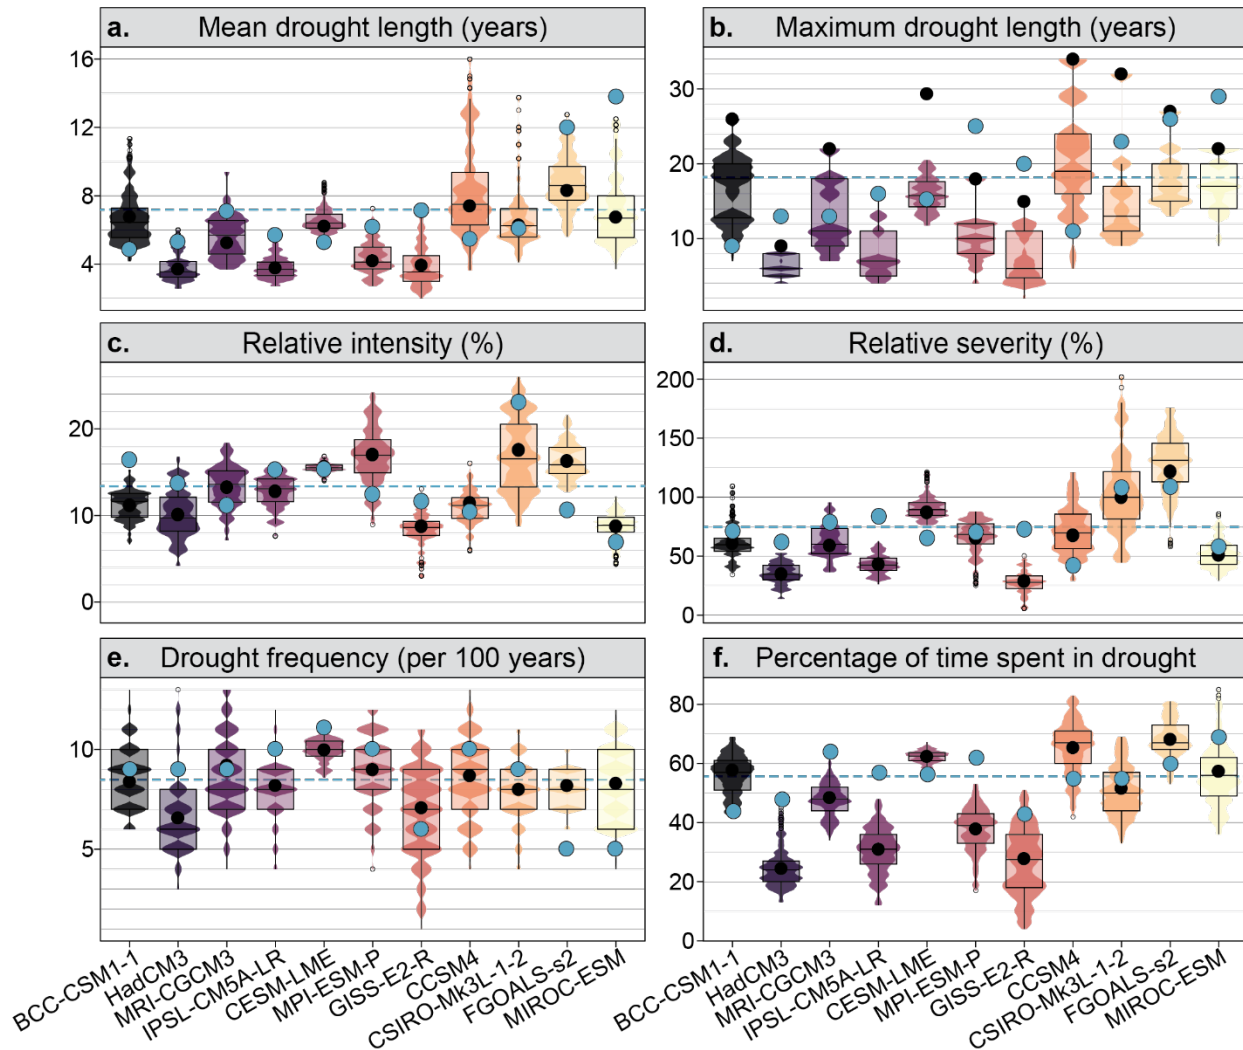 a. Mean drought length (years)
b. Maximum drought length (years)
16
12
8
4
30
20
10
c. Relative intensity (%)
d. Relative severity (%)
20
10
0
200
150
100
50
0
e. Drought frequency (per 100 years)
f. Percentage of time spent in drought
10
5
80
60
40
20
0
BCC-CSM1-1
HadCM3
MRI-CGCM3
IPSL-CM5A-LR
CESM-LME
MPI-ESM-P
GISS-E2-R
CCSM4
CSIRO-Mk3L-1-2
FGOALS-s2
MIROC-ESM
BCC-CSM1-1
HadCM3
MRI-CGCM3
IPSL-CM5A-LR
CESM-LME
MPI-ESM-P
GISS-E2-R
CCSM4
CSIRO-Mk3L-1-2
FGOALS-s2
MIROC-ESM